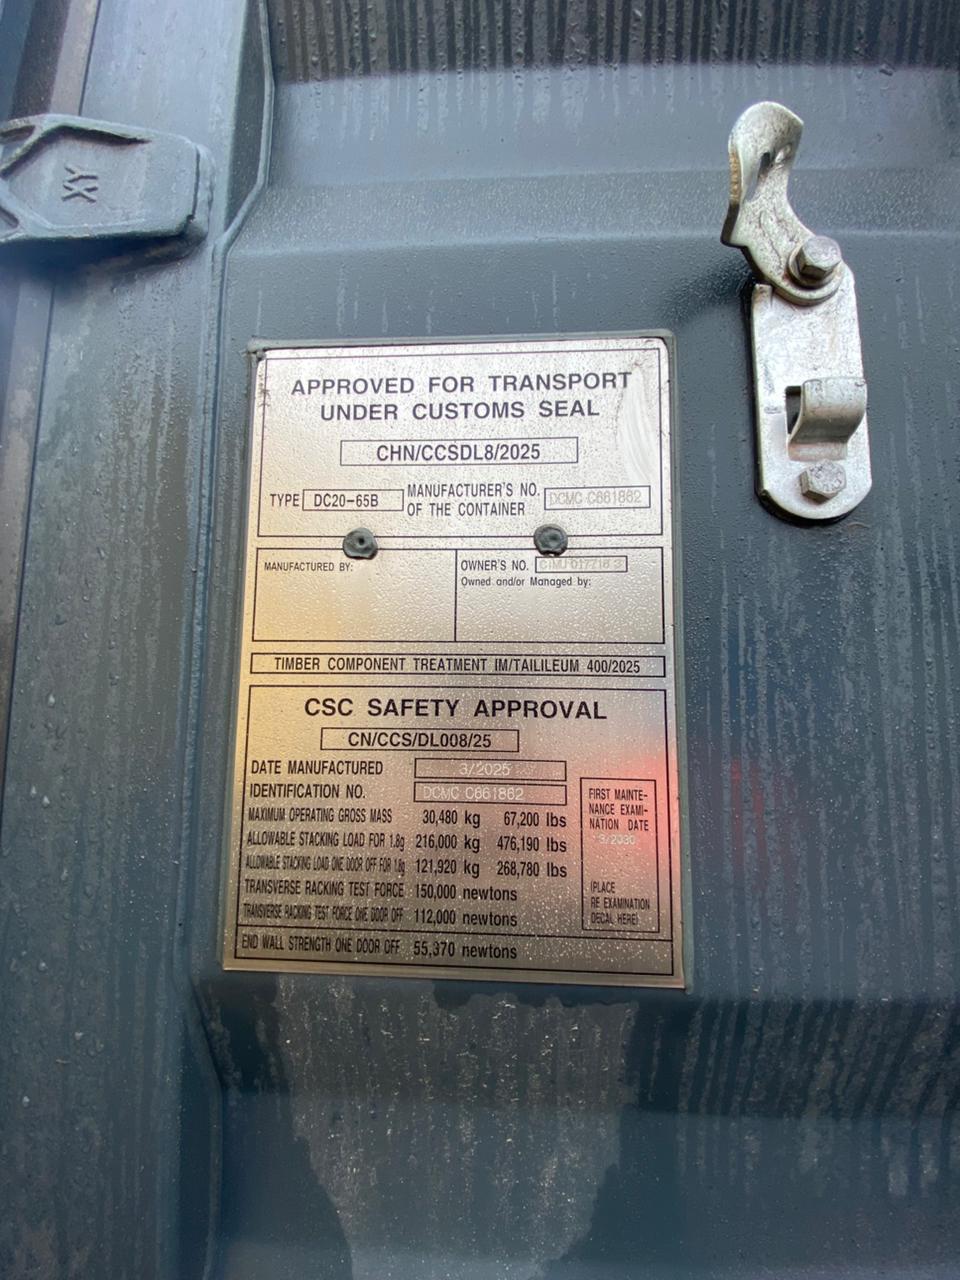 XY
APPROVED FOR TRANSPORT
UNDER CUSTOMS SEAL
CHN/CCSDL8/2025
TYPE DC20-65B MANUFACTURER'S NO. OF THE CONTAINER DCMC C661862
MANUFACTURED BY:
OWNER'S NO. CIMU 017716 3
Owned and/or Managed by:
TIMBER COMPONENT TREATMENT IM/TAILILEUM 400/2025
CSC SAFETY APPROVAL
CN/CCS/DL008/25
DATE MANUFACTURED 3/2025
IDENTIFICATION NO. DCMC C661862
MAXIMUM OPERATING GROSS MASS 30,480 kg 67,200 lbs
ALLOWABLE STACKING LOAD FOR 1.8g 216,000 kg 476,190 lbs
ALLOWABLE STACKING LOAD ONE DOOR OFF FOR 1.8g 121,920 kg 268,780 lbs
TRANSVERSE RACKING TEST FORCE 150,000 newtons
TRANSVERSE RACKING TEST FORCE ONE DOOR OFF 112,000 newtons
END WALL STRENGTH ONE DOOR OFF 55,370 newtons
FIRST MAINTE-
NANCE EXAMI-
NATION DATE
3/2030
(PLACE
RE EXAMINATION
DECAL HERE)